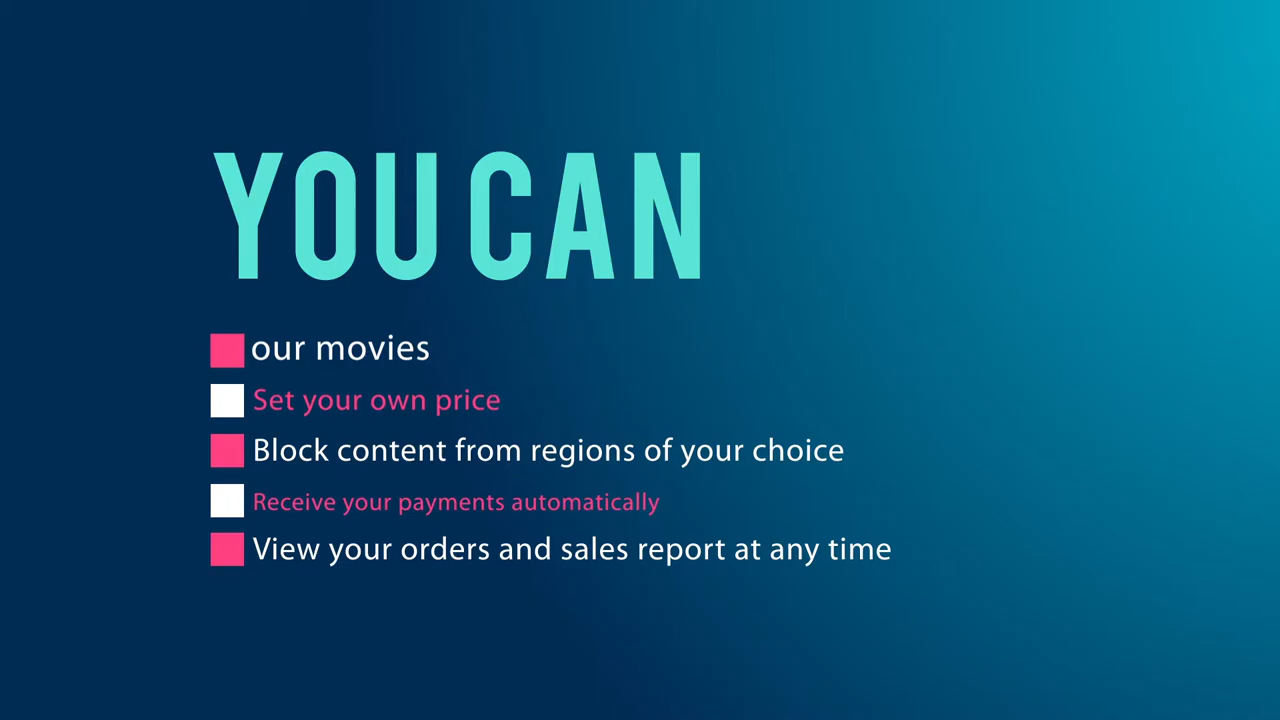 YOU CAN
our movies
Set your own price
Block content from regions of your choice
Receive your payments automatically
View your orders and sales report at any time